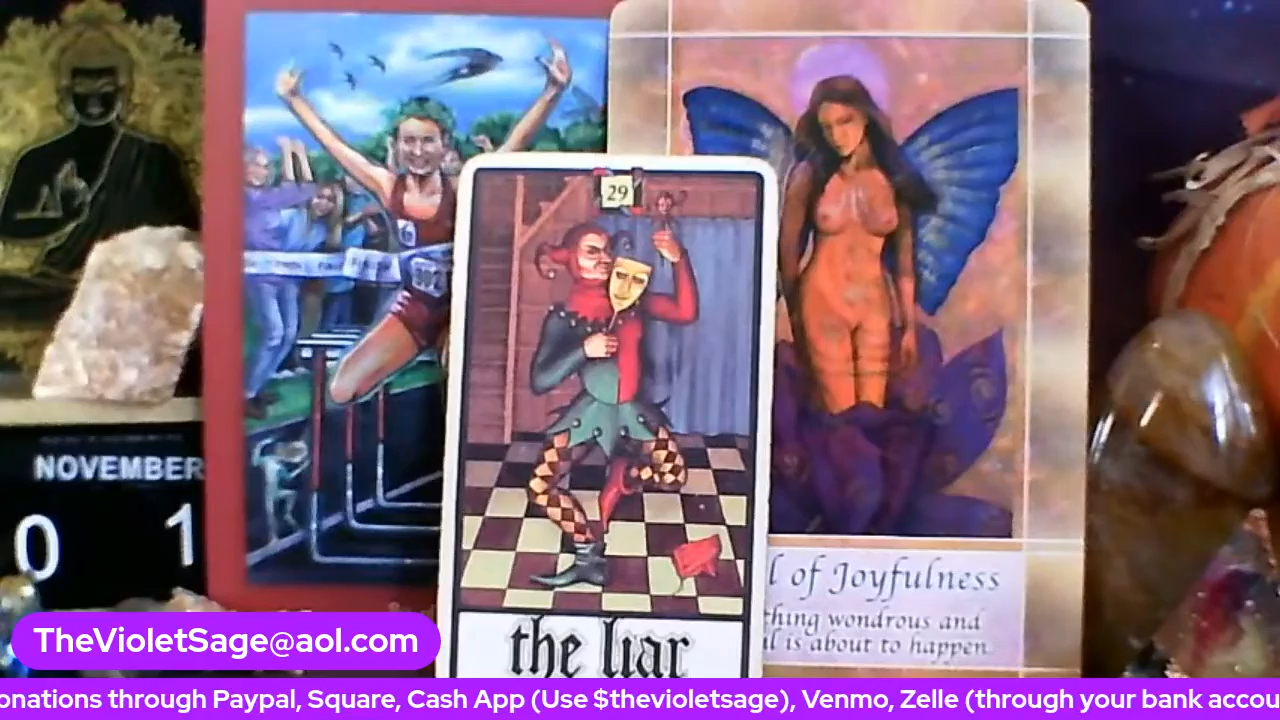 29
NOVEMBER
0 1
the liar
l of Joyfulness
thing wondrous and
l is about to happen
TheVioletSage@aol.com
onations through Paypal, Square, Cash App (Use $thevioletsage), Venmo, Zelle (through your bank accou